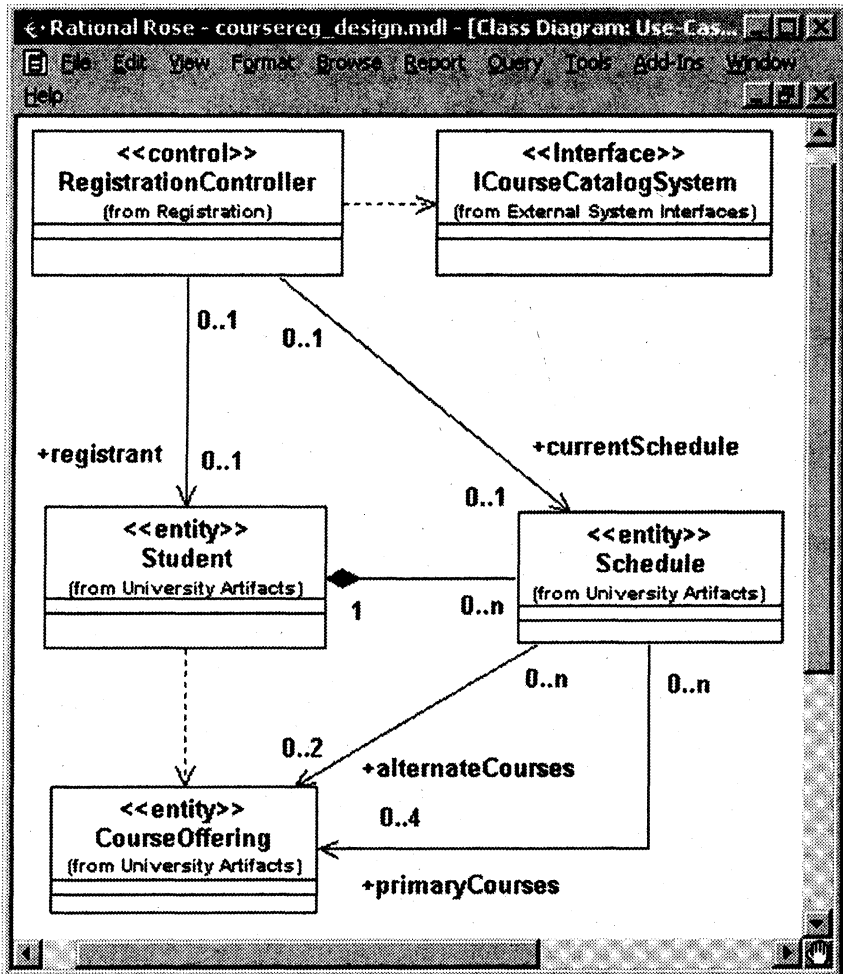 Rational Rose - coursereg_design.mdl - [Class Diagram: Use-Cas...
File Edit View Format Browse Report Query Tools Add-Ins Window
Help
<<control>>
RegistrationController
(from Registration)
<<Interface>>
ICourseCatalogSystem
(from External System Interfaces)
0..1
0..1
+registrant
0..1
+currentSchedule
0..1
<<entity>>
Student
(from University Artifacts)
<<entity>>
Schedule
(from University Artifacts)
1
0..n
0..n
0..n
0..2
+alternateCourses
<<entity>>
CourseOffering
(from University Artifacts)
0..4
+primaryCourses